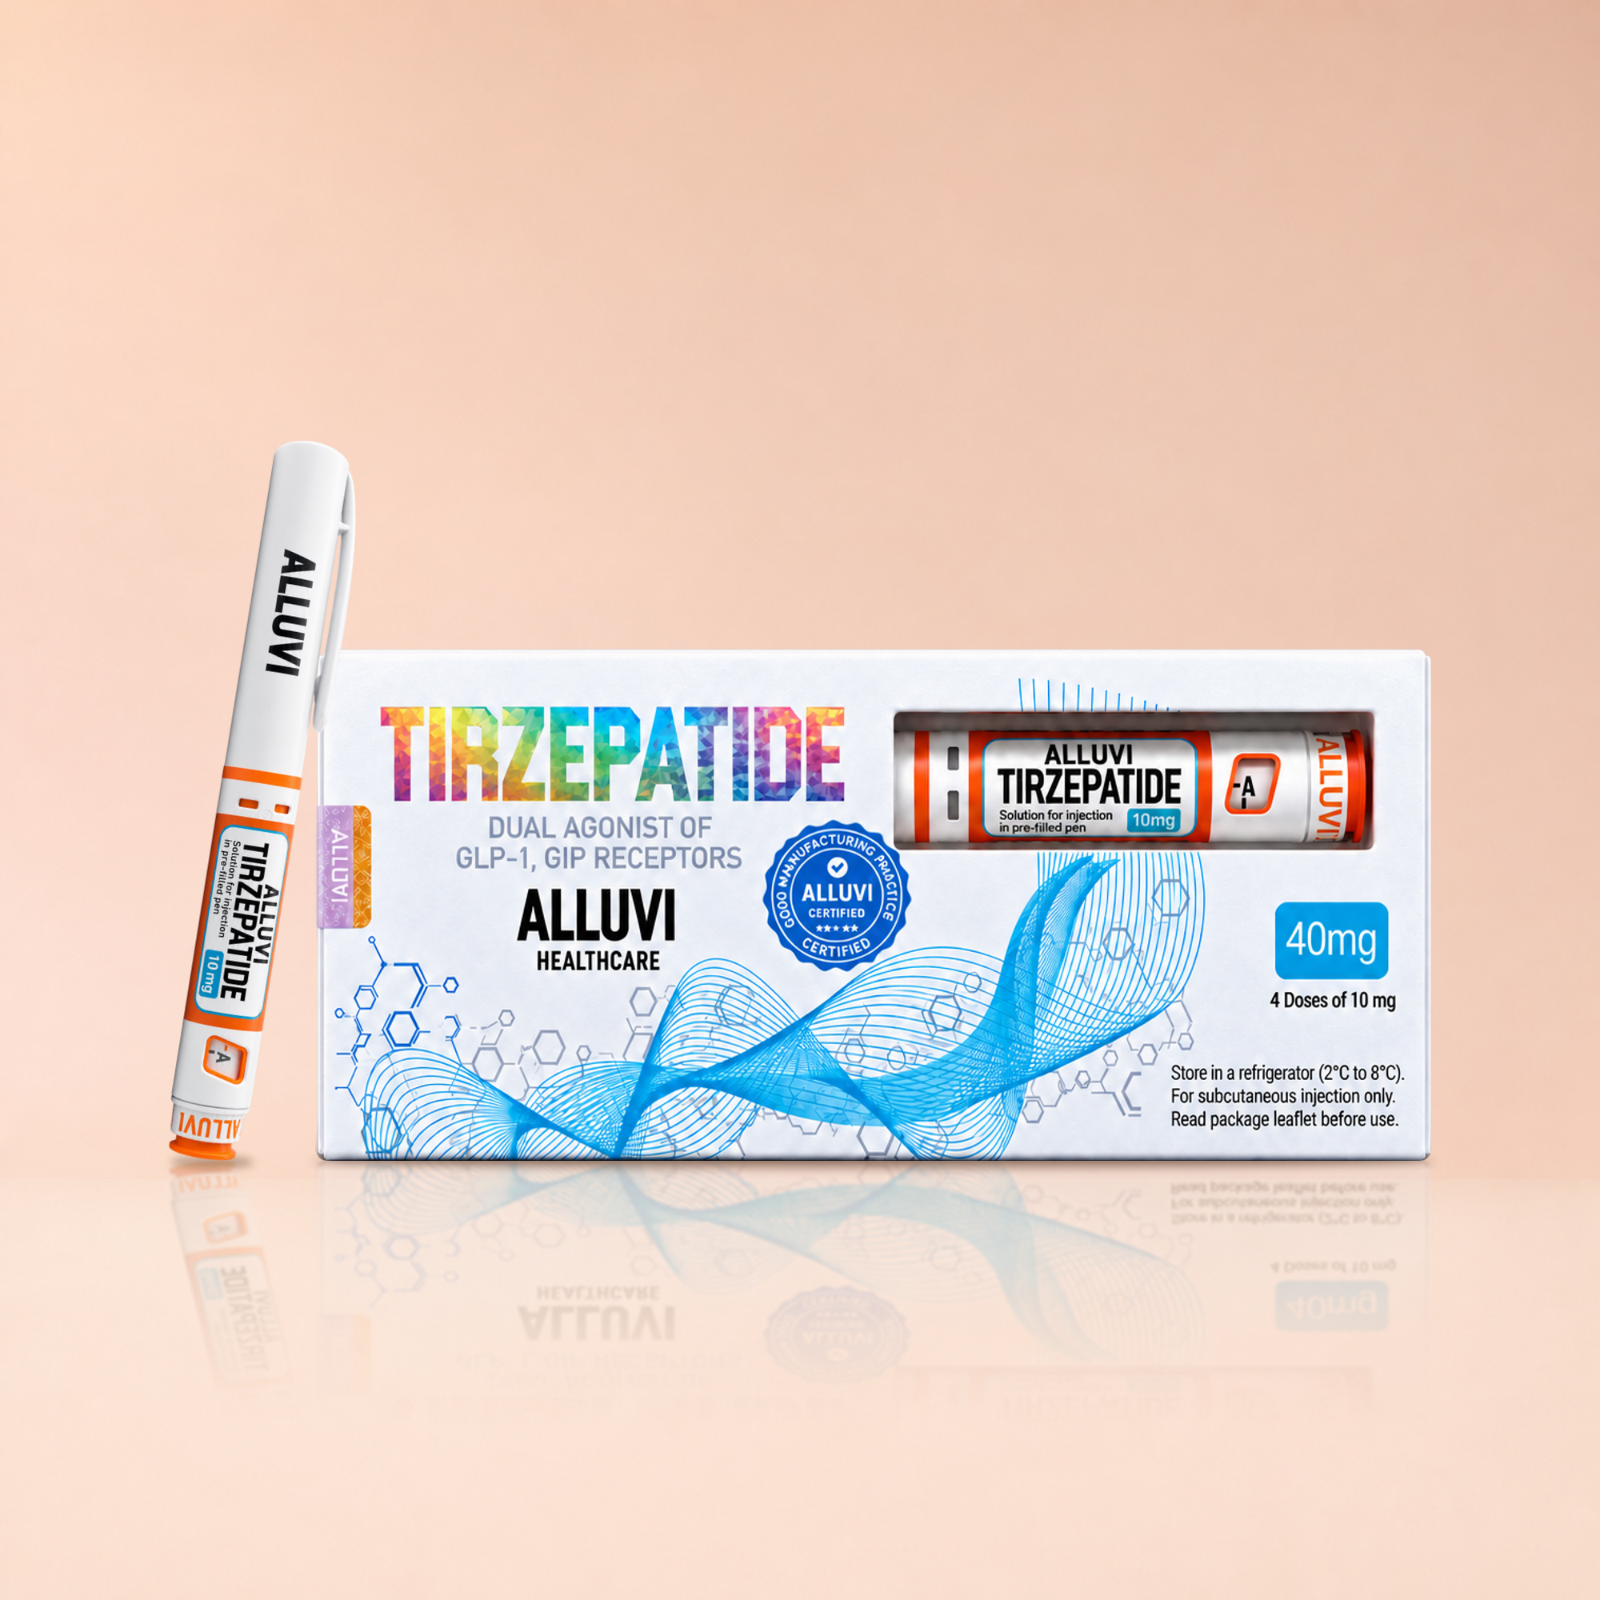 ALLUVI
ALLUVI
TIRZEPATIDE
Solution for injection
in pre-filled pen
10mg
A
ALLUVI
TIRZEPATIDE
DUAL AGONIST OF
GLP-1, GIP RECEPTORS
ALLUVI
HEALTHCARE
ALLUVI
GOOD MANUFACTURING PRACTICE
ALLUVI
CERTIFIED
CERTIFIED
ALLUVI
TIRZEPATIDE
Solution for injection
in pre-filled pen
10mg
-A
ALLUVI
40mg
4 Doses of 10 mg
Store in a refrigerator (2°C to 8°C).
For subcutaneous injection only.
Read package leaflet before use.